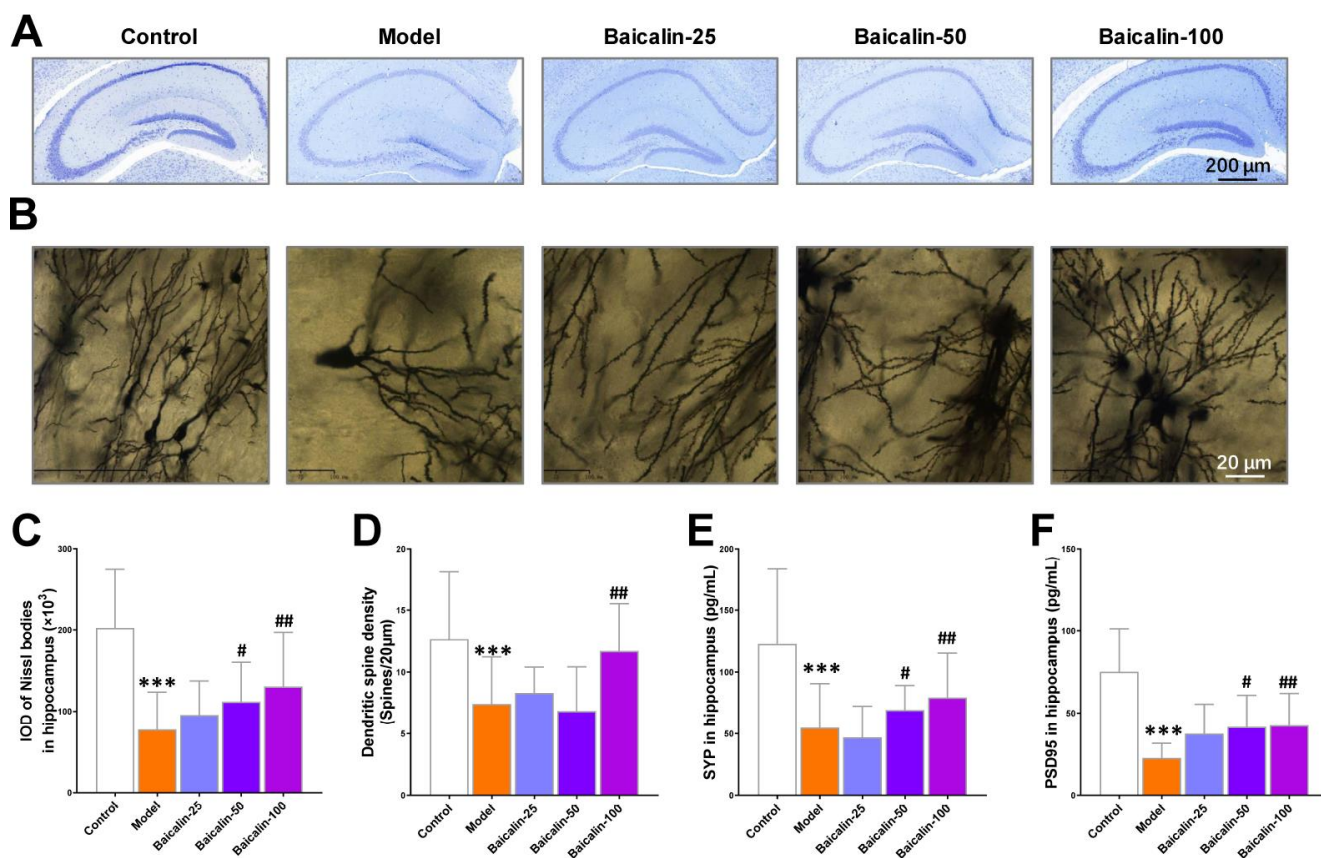 A
Control Model Baicalin-25 Baicalin-50 Baicalin-100
200 μm
B
20 μm
C D E F
IOD of Nissl bodies
in hippocampus (×10³)
300
200
100
0
***
#
##
Control
Model
Baicalin-25
Baicalin-50
Baicalin-100
Dendritic spine density
(Spines/20μm)
20
15
10
5
0
***
##
Control
Model
Baicalin-25
Baicalin-50
Baicalin-100
SYP in hippocampus (pg/mL)
200
150
100
50
0
***
#
##
Control
Model
Baicalin-25
Baicalin-50
Baicalin-100
PSD95 in hippocampus (pg/mL)
150
100
50
0
***
#
##
Control
Model
Baicalin-25
Baicalin-50
Baicalin-100